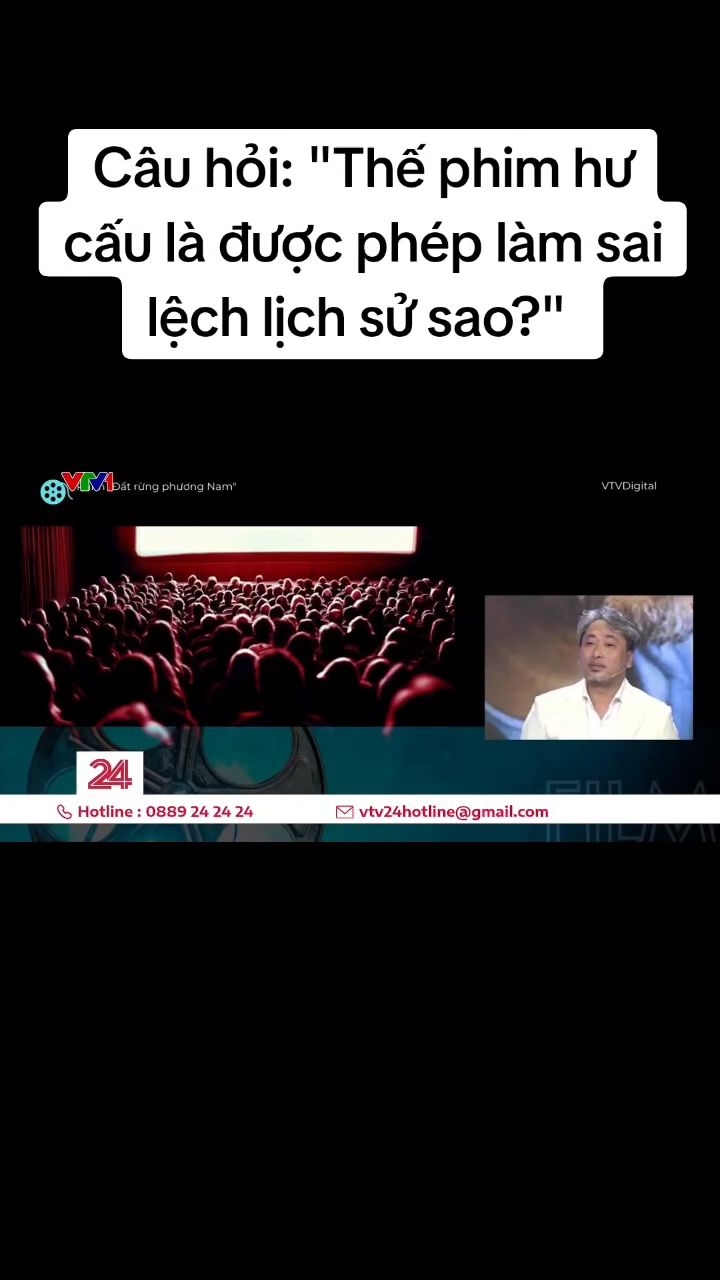 Câu hỏi: "Thế phim hư
cấu là được phép làm sai
lệch lịch sử sao?"
VTV1
Đất rừng phương Nam"
VTVDigital
24
Hotline : 0889 24 24 24
vtv24hotline@gmail.com
FILM